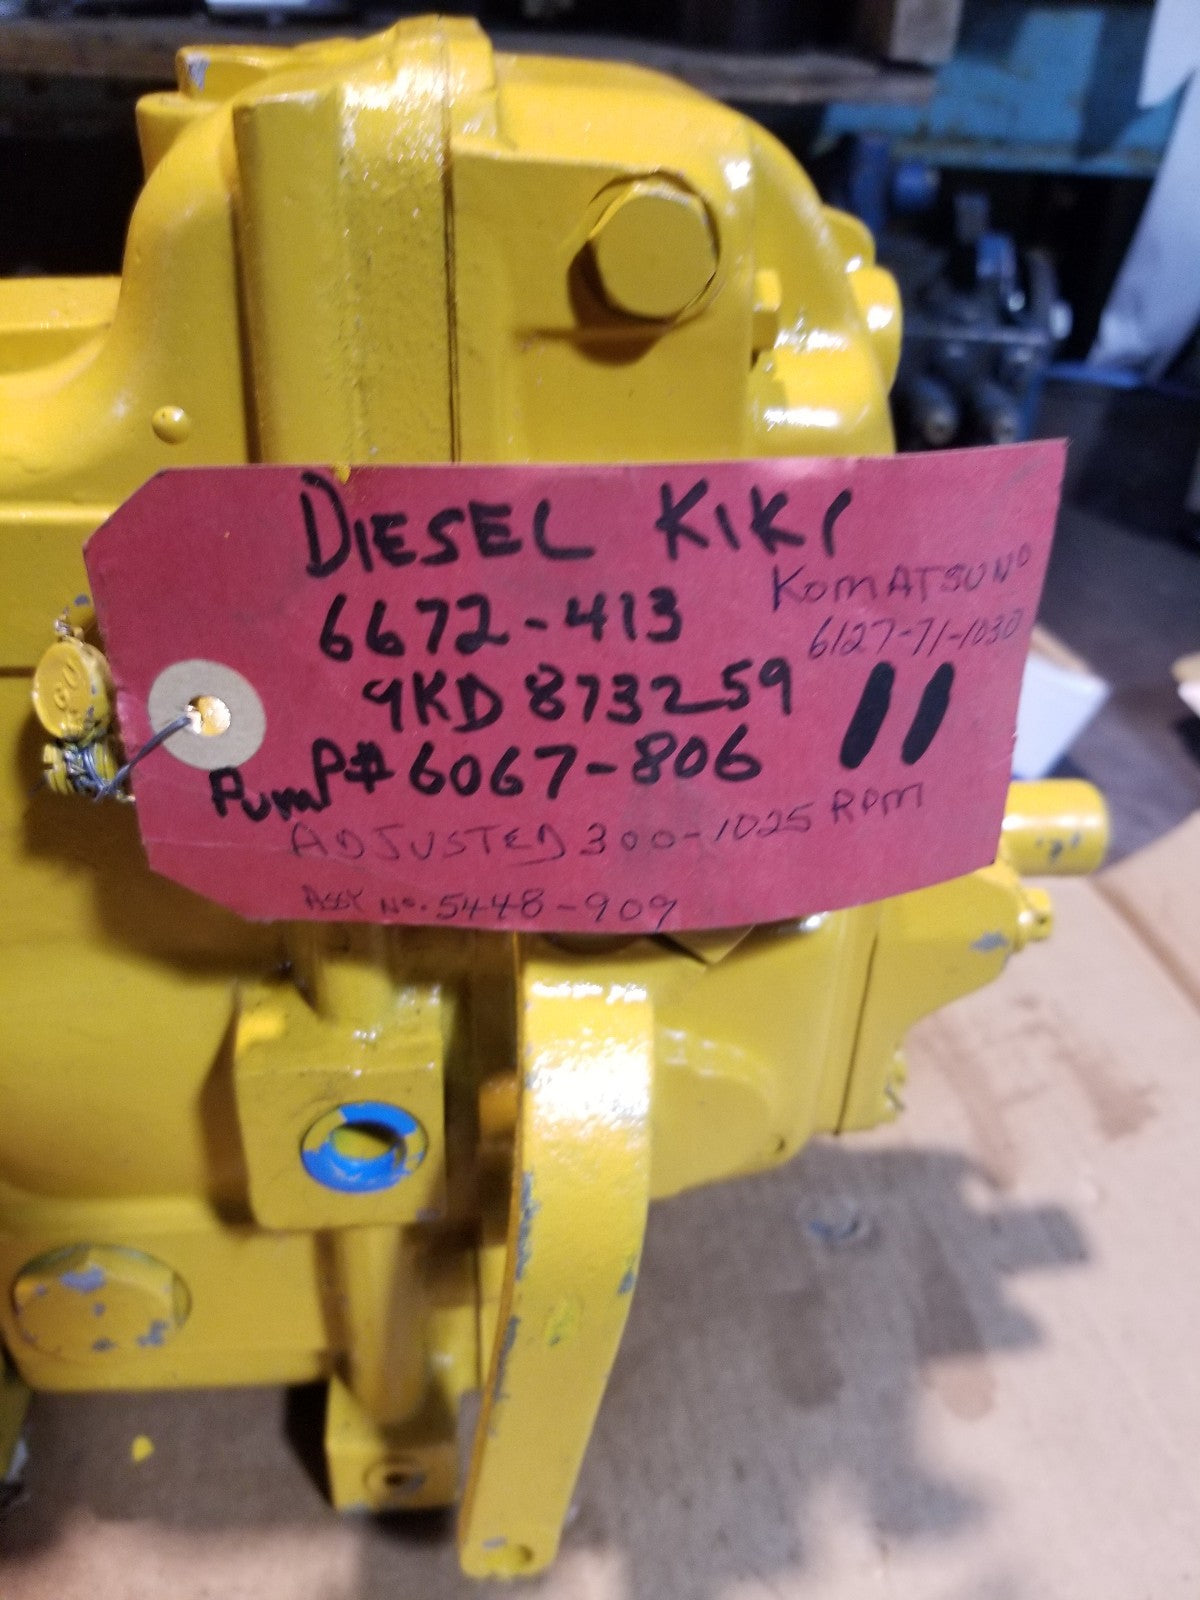 DIESEL KIKI
6672-413
KOMATSU NO
6127-71-1030
9KD 873259
11
PUMP# 6067-806
ADJUSTED 300-1025 RPM
ASSY NO. 5448-909